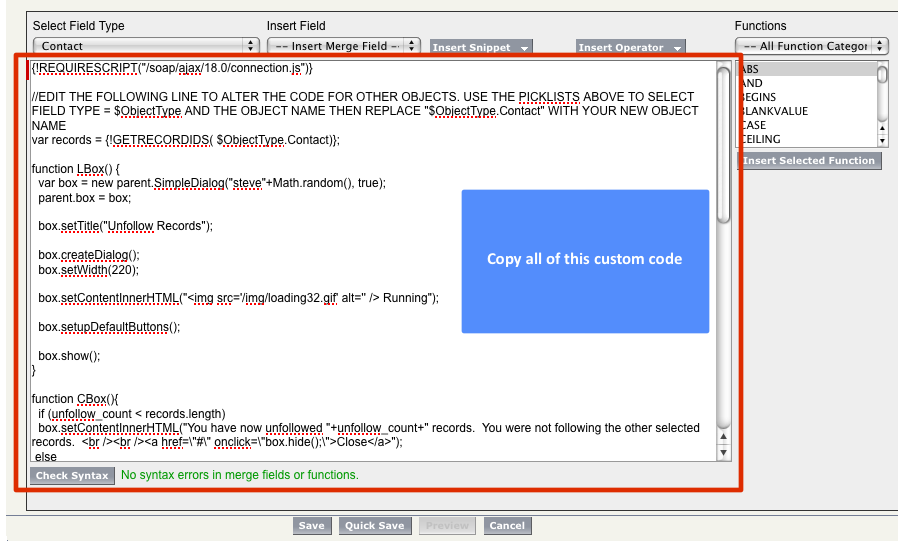 Select Field Type
Insert Field
Functions
Contact
-- Insert Merge Field --
Insert Snippet
Insert Operator
-- All Function Categor
{!REQUIRESCRIPT("/soap/ajax/18.0/connection.js")}
//EDIT THE FOLLOWING LINE TO ALTER THE CODE FOR OTHER OBJECTS. USE THE PICKLISTS ABOVE TO SELECT
FIELD TYPE = $ObjectType AND THE OBJECT NAME THEN REPLACE "$ObjectType.Contact" WITH YOUR NEW OBJECT
NAME
var records = {!GETRECORDIDS( $ObjectType.Contact)};
function LBox() {
var box = new parent.SimpleDialog("steve"+Math.random(), true);
parent.box = box;
box.setTitle("Unfollow Records");
box.createDialog();
box.setWidth(220);
box.setContentInnerHTML("<img src='/img/loading32.gif' alt='' /> Running");
box.setupDefaultButtons();
box.show();
}
function CBox(){
if (unfollow_count < records.length)
box.setContentInnerHTML("You have now unfollowed "+unfollow_count+" records.  You were not following the other selected
records.  <br /><br /><a href=\"#\" onclick=\"box.hide();\">Close</a>");
else
Copy all of this custom code
ABS
AND
BEGINS
BLANKVALUE
CASE
CEILING
Insert Selected Function
Check Syntax
No syntax errors in merge fields or functions.
Save
Quick Save
Preview
Cancel